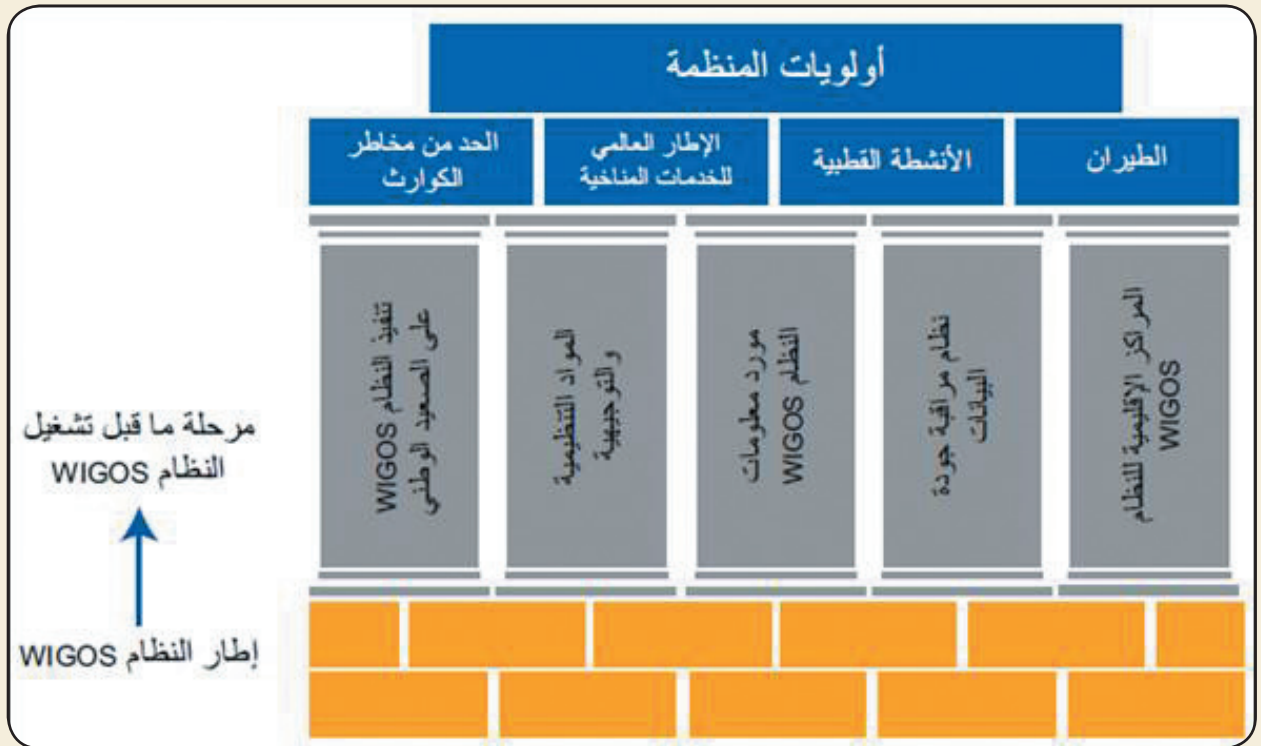 أولويات المنظمة
الطيران
الأنشطة القطبية
الإطار العالمي
للخدمات المناخية
الحد من مخاطر
الكوارث
المراكز الإقليمية للنظام
WIGOS
نظام مراقبة جودة
البيانات
مورد معلومات
النظام WIGOS
المواد التنظيمية
والتوجيهية
تنفيذ النظام WIGOS
على الصعيد الوطني
مرحلة ما قبل تشغيل
النظام WIGOS
إطار النظام WIGOS